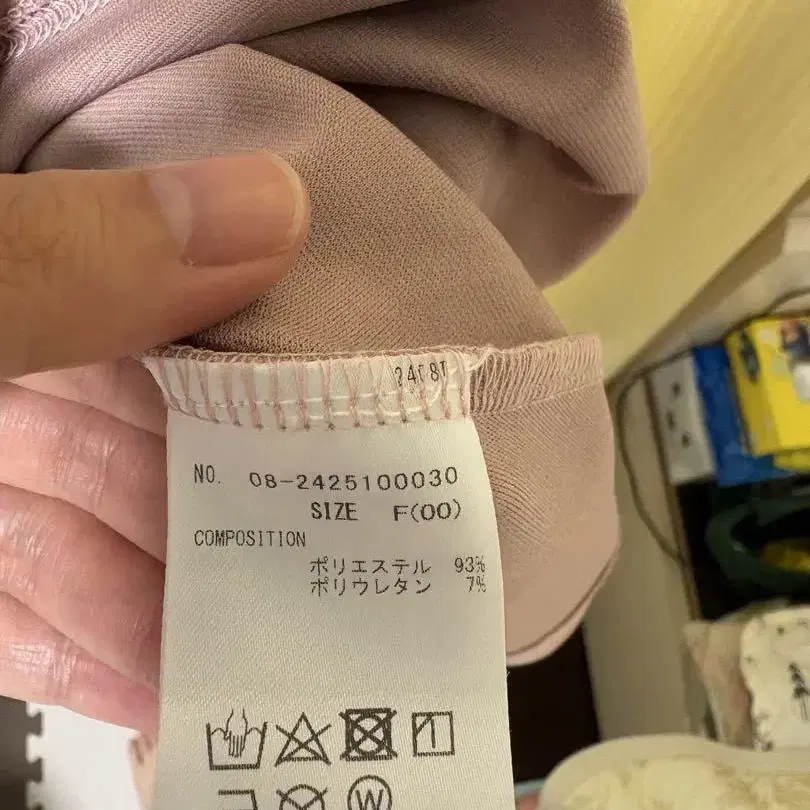 NO. 08-2425100030
SIZE F(00)
COMPOSITION
ポリエステル 93%
ポリウレタン 7%
W